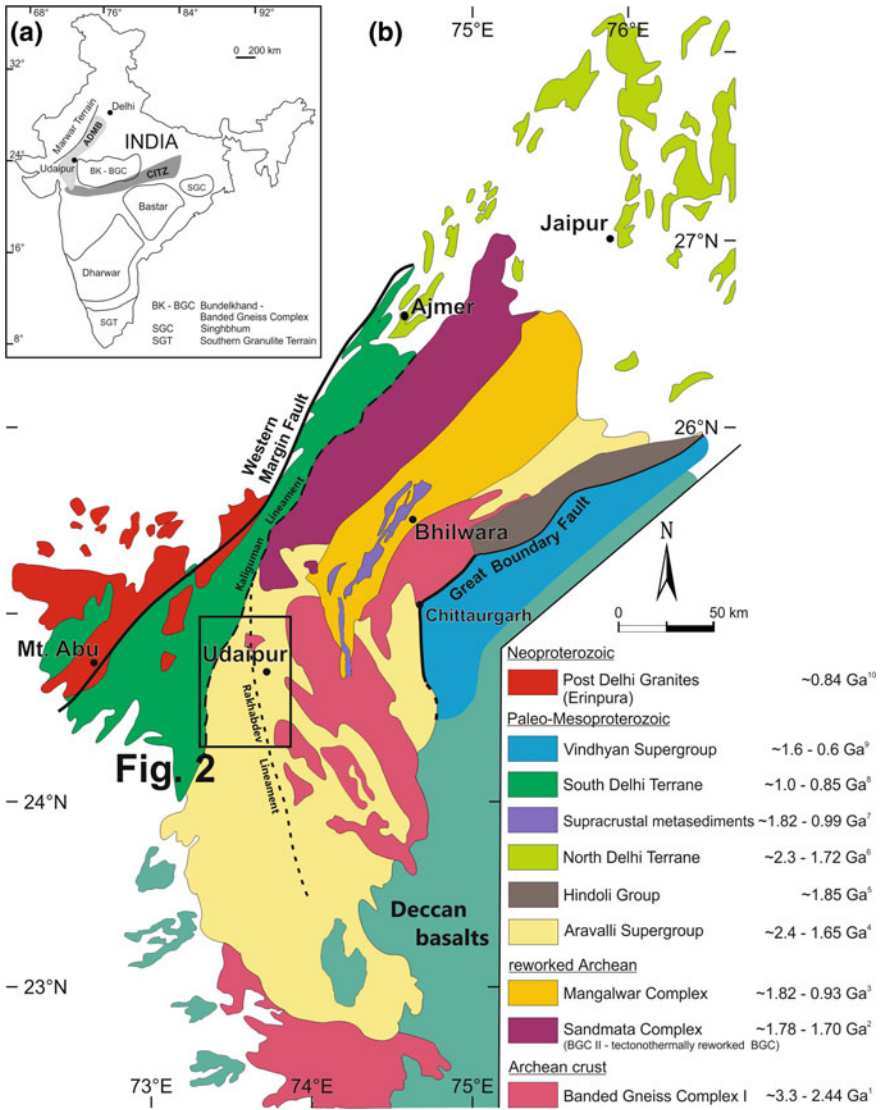 68° 76° 84° 92°
(a)
0 200 km
32°
Delhi
Marwar Terrain
ADMB
INDIA
24°
Udaipur
BK - BGC
CITZ
SGC
Bastar
16°
Dharwar
BK - BGC Bundelkhand -
Banded Gneiss Complex
SGC Singhbhum
SGT Southern Granulite Terrain
SGT
8°
(b)
75°E 76°E
Jaipur
27°N
Ajmer
Western
Margin Fault
26°N
Kaliguman Lineament
Bhilwara
Great Boundary Fault
N
Chittaurgarh
0 50 km
Mt. Abu
Udaipur
Rakhabdev
Lineament
Fig. 2
24°N
Deccan
basalts
23°N
73°E 74°E 75°E
Neoproterozoic
Post Delhi Granites ~0.84 Ga¹⁰
(Erinpura)
Paleo-Mesoproterozoic
Vindhyan Supergroup ~1.6 - 0.6 Ga⁹
South Delhi Terrane ~1.0 - 0.85 Ga⁸
Supracrustal metasediments ~1.82 - 0.99 Ga⁷
North Delhi Terrane ~2.3 - 1.72 Ga⁶
Hindoli Group ~1.85 Ga⁵
Aravalli Supergroup ~2.4 - 1.65 Ga⁴
reworked Archean
Mangalwar Complex ~1.82 - 0.93 Ga³
Sandmata Complex ~1.78 - 1.70 Ga²
(BGC II - tectonothermally reworked BGC)
Archean crust
Banded Gneiss Complex I ~3.3 - 2.44 Ga¹